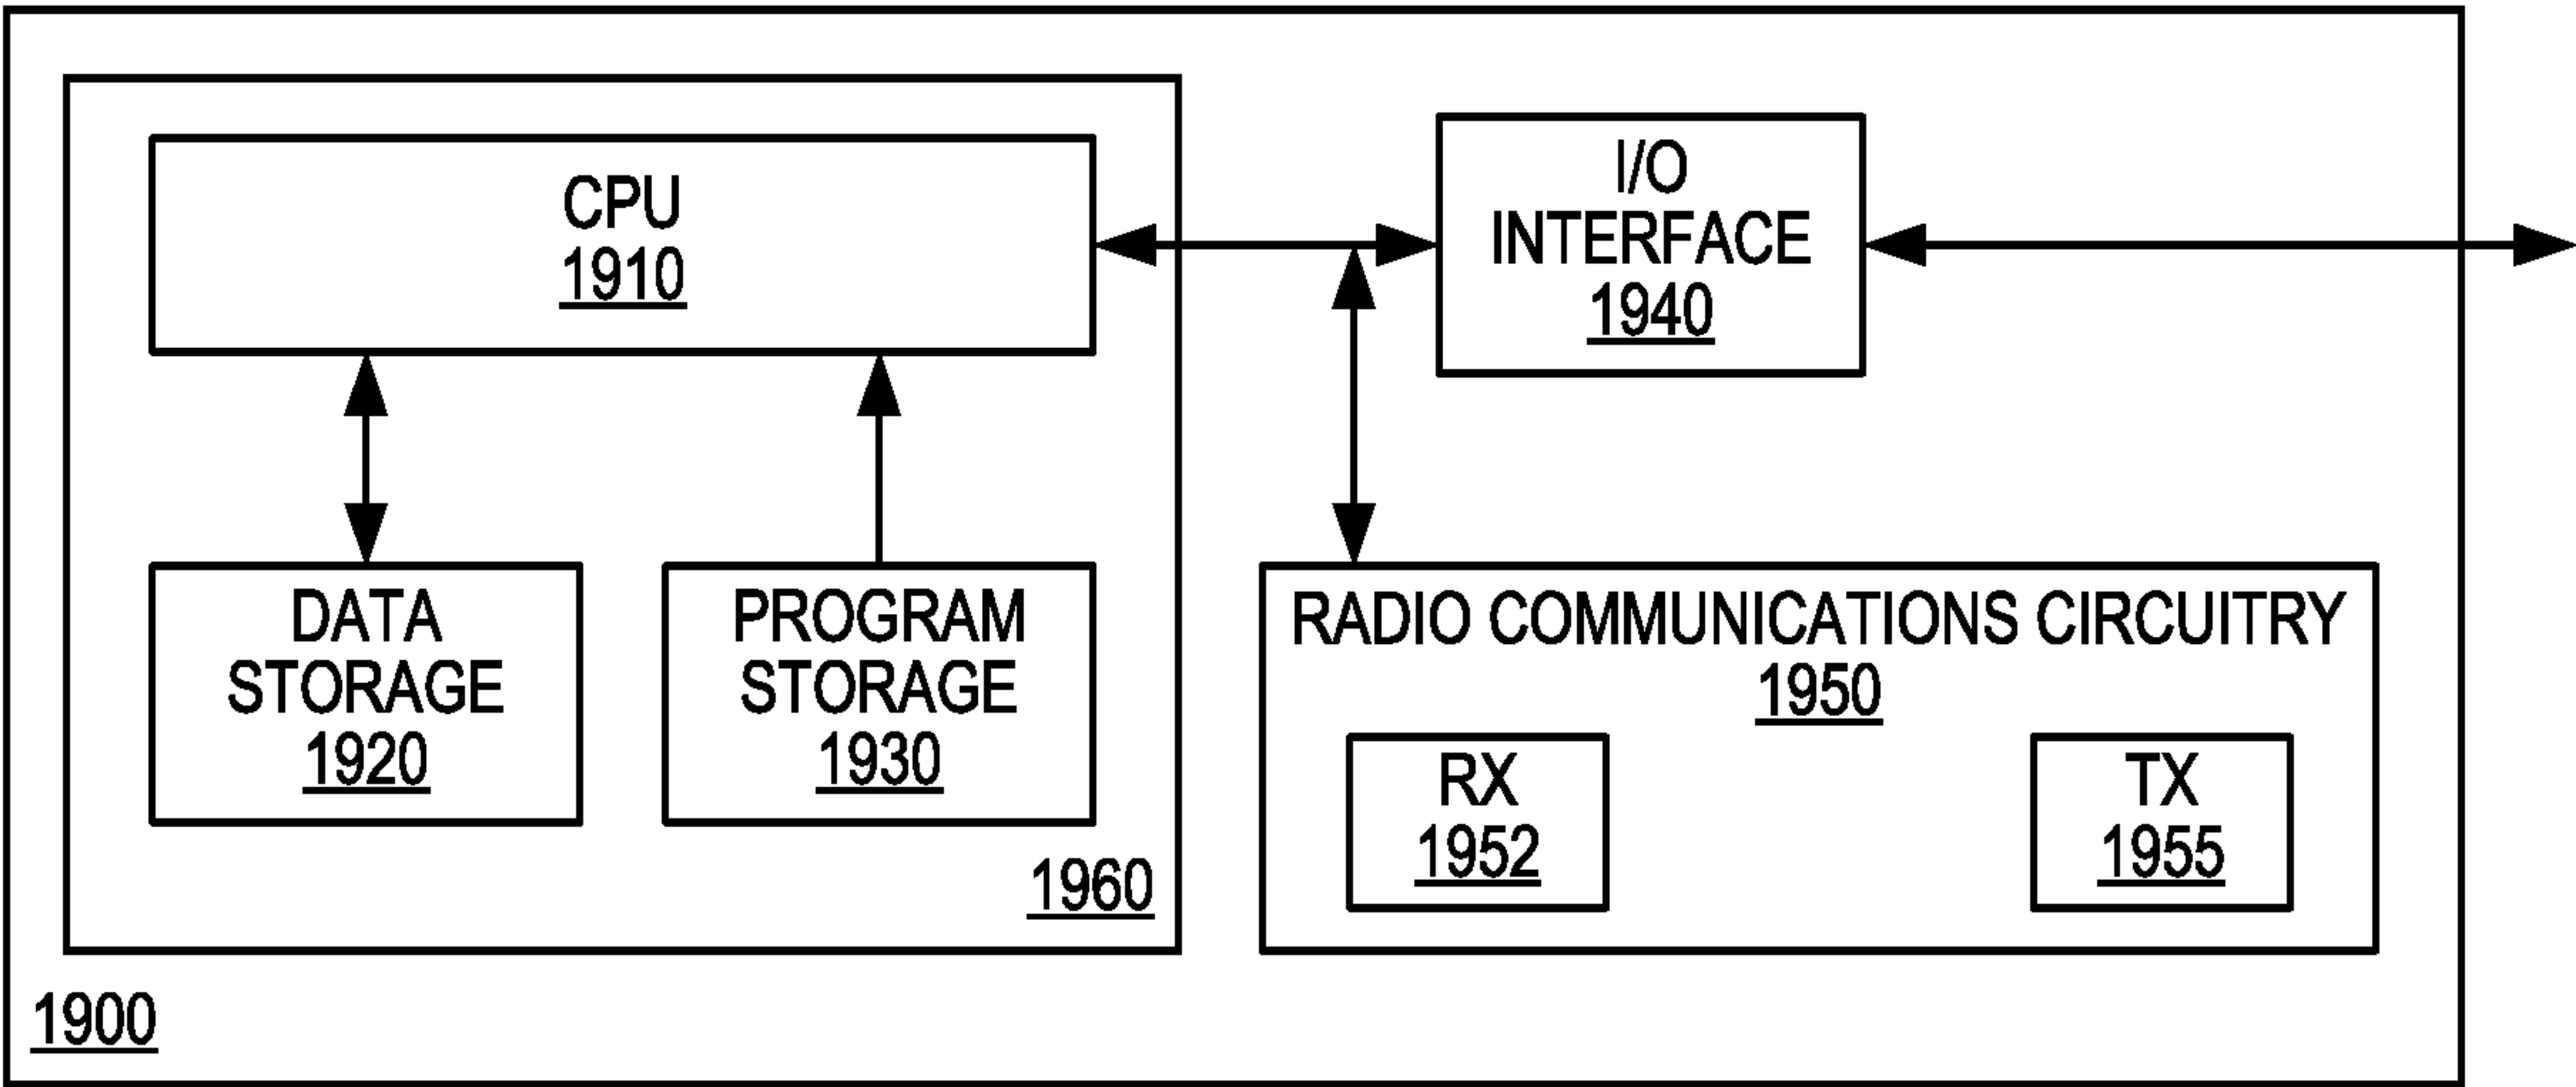 CPU
1910
I/O
INTERFACE
1940
DATA
STORAGE
1920
PROGRAM
STORAGE
1930
RADIO COMMUNICATIONS CIRCUITRY
1950
RX
1952
TX
1955
1960
1900